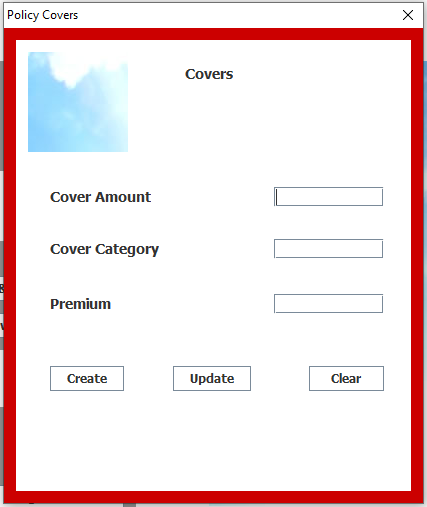 Policy Covers
Covers
Cover Amount
Cover Category
Premium
Create Update Clear